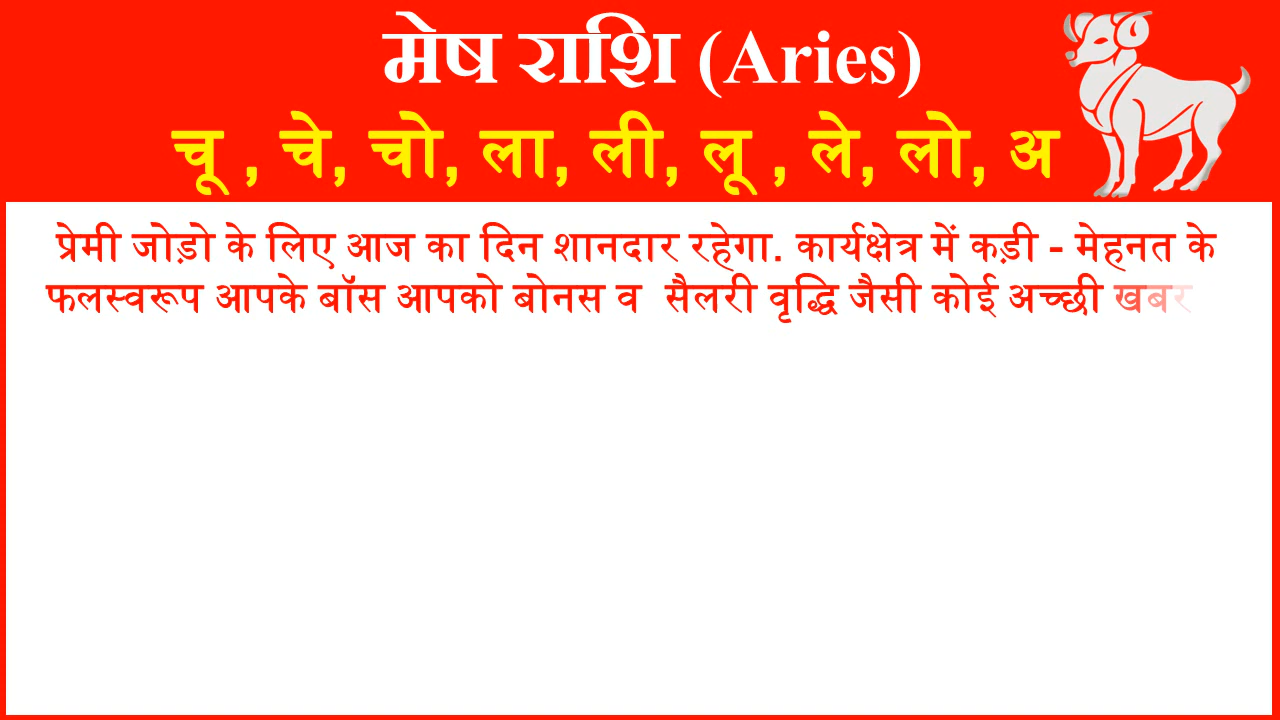 मेष राशि (Aries)
चू , चे, चो, ला, ली, लू , ले, लो, अ
प्रेमी जोड़ो के लिए आज का दिन शानदार रहेगा. कार्यक्षेत्र में कड़ी - मेहनत के
फलस्वरूप आपके बॉस आपको बोनस व  सैलरी वृद्धि जैसी कोई अच्छी खबर